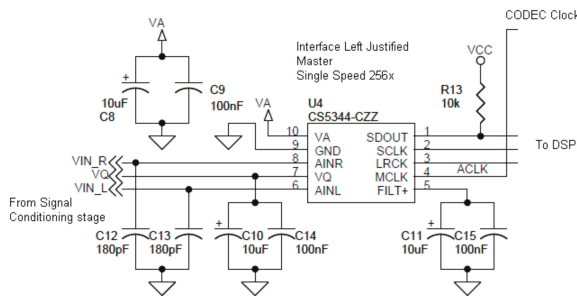 CODEC Clock
VA
Interface Left Justified
Master
Single Speed 256x
VCC
+
10uF
C8
C9
100nF
VA
U4
CS5344-CZZ
R13
10k
10 VA SDOUT 1
9 GND SCLK 2
8 AINR LRCK 3
7 VQ MCLK 4
6 AINL FILT+ 5
To DSP
ACLK
VIN_R
VQ
VIN_L
From Signal
Conditioning stage
C12
180pF
C13
180pF
+
C10
10uF
C14
100nF
+
C11
10uF
C15
100nF